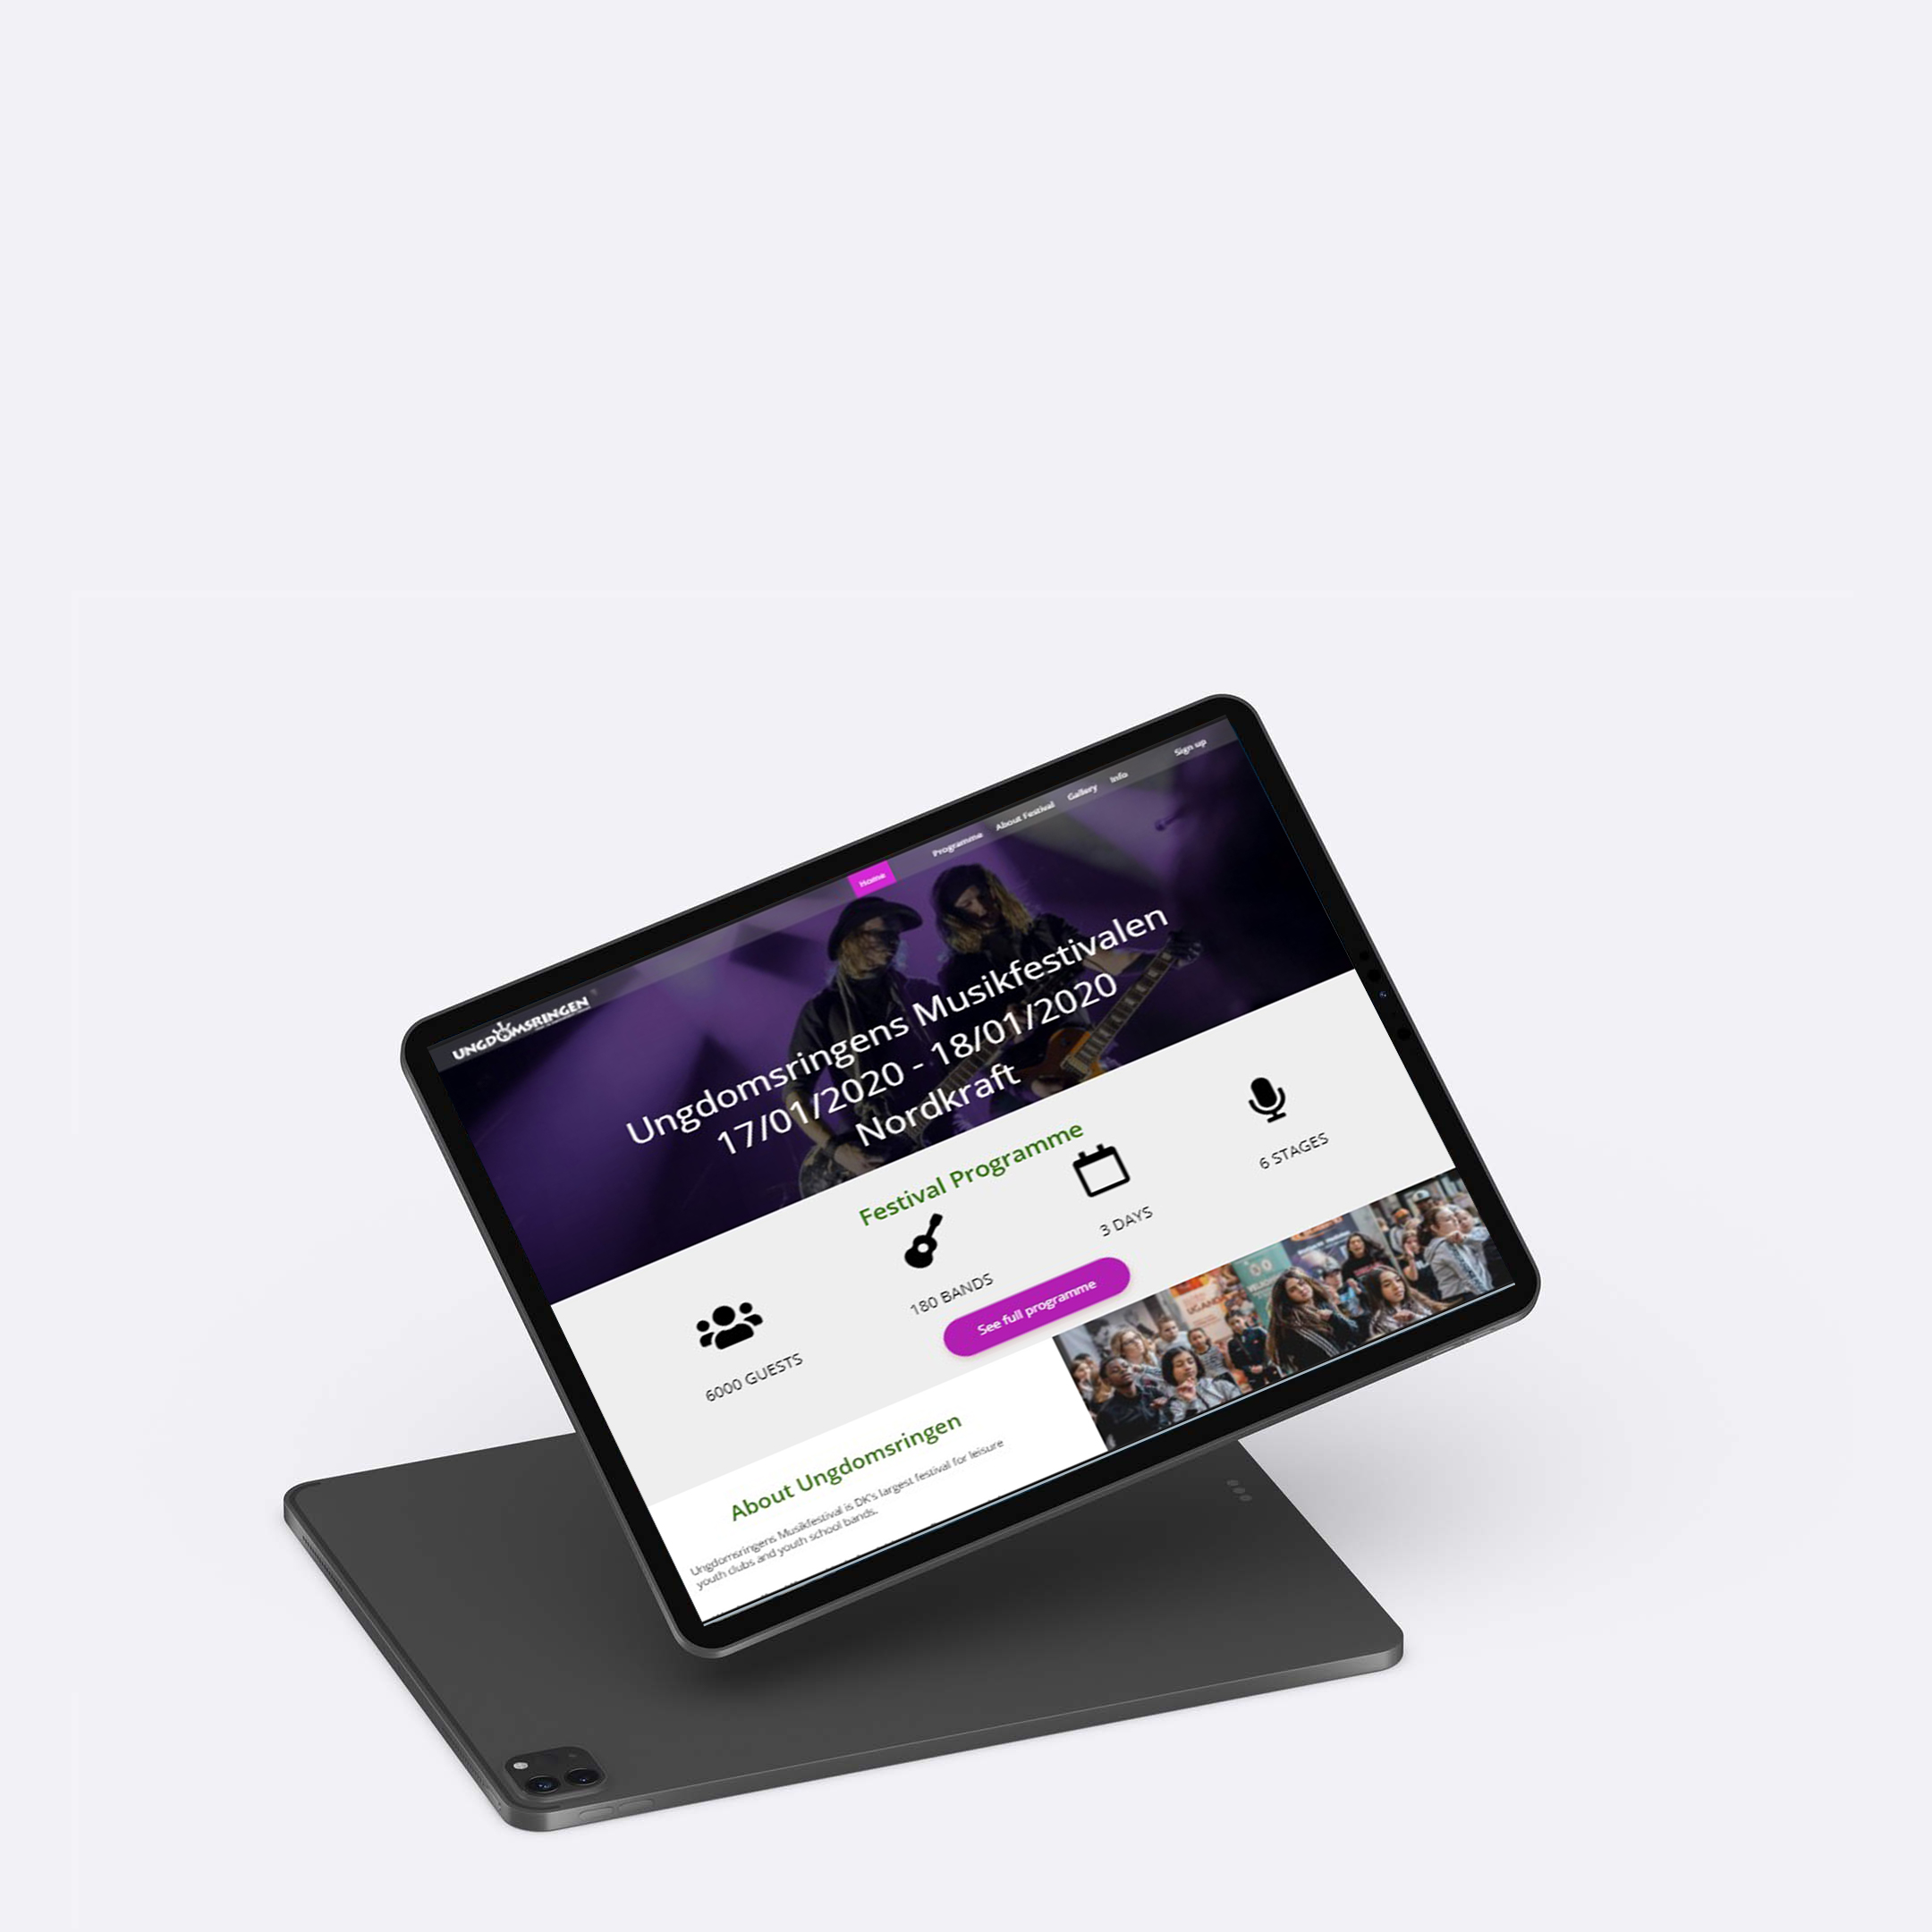 UNGDOMSRINGEN
Home
Programme
About Festival
Gallery
Info
Sign up
Ungdomsringens Musikfestivalen
17/01/2020 - 18/01/2020
Nordkraft
Festival Programme
6000 GUESTS
180 BANDS
3 DAYS
6 STAGES
See full programme
About Ungdomsringen
Ungdomsringens Musikfestival is DK's largest festival for leisure
youth clubs and youth school bands.
UGANDA